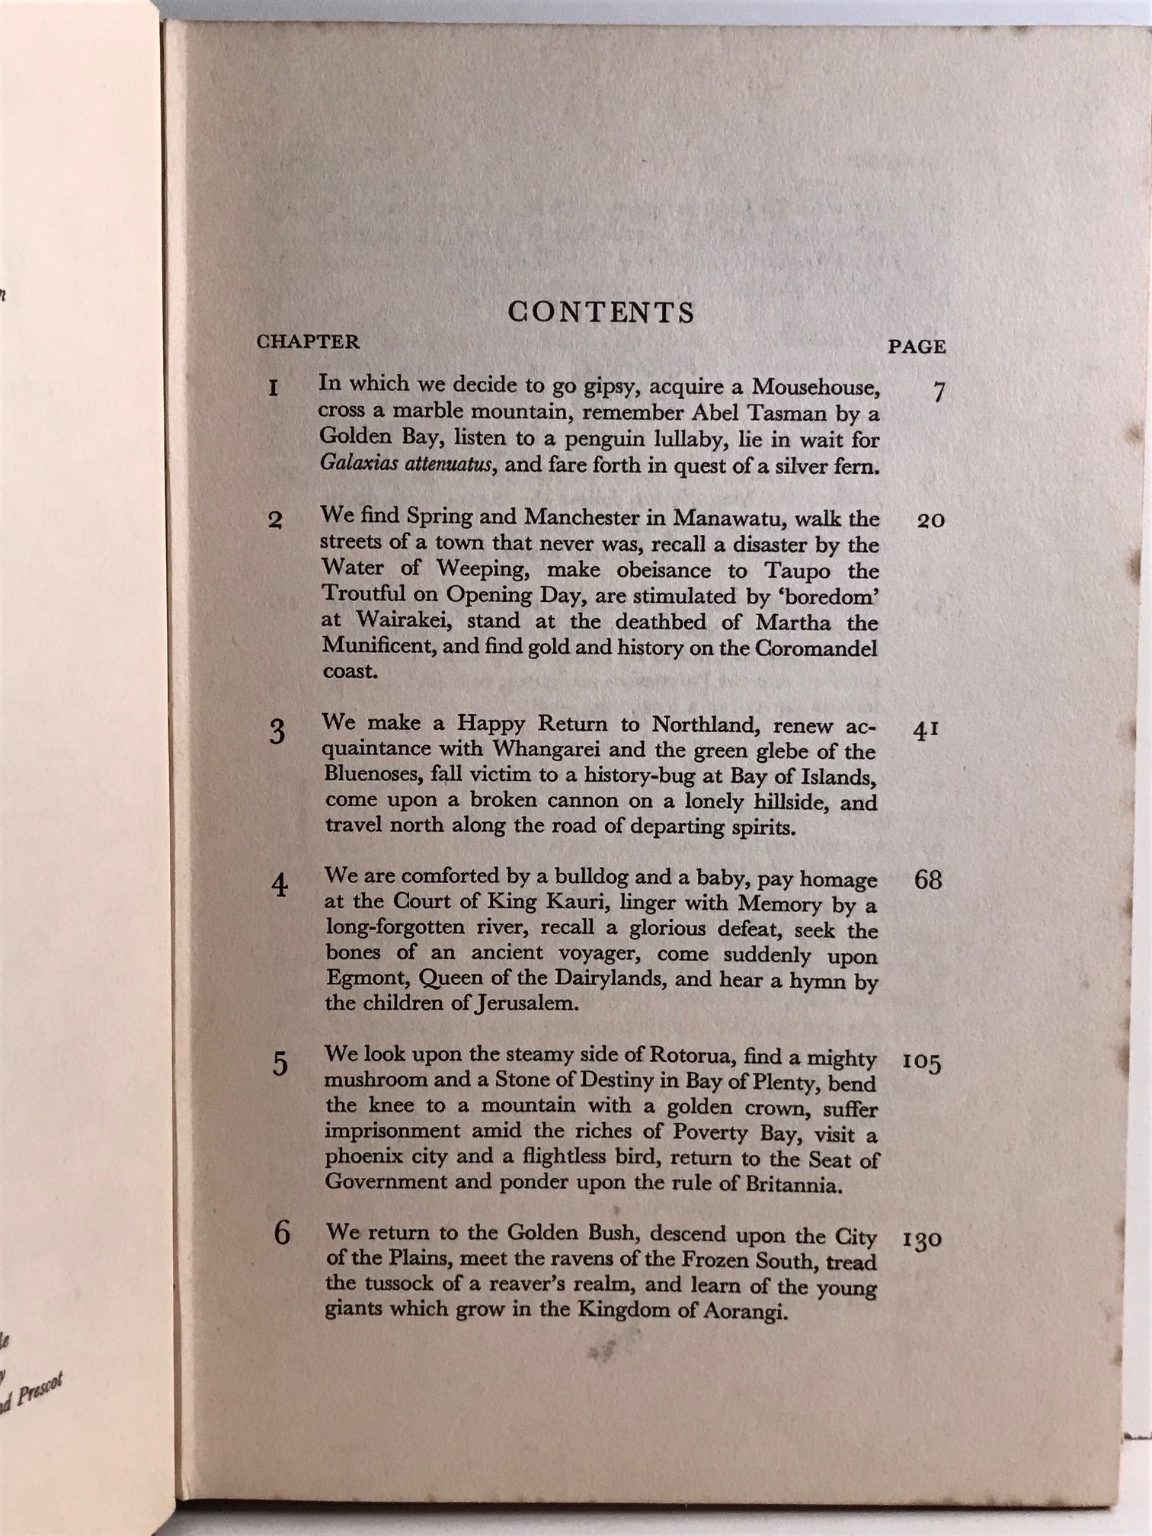 CONTENTS
CHAPTER PAGE
1 In which we decide to go gipsy, acquire a Mousehouse, 7
cross a marble mountain, remember Abel Tasman by a
Golden Bay, listen to a penguin lullaby, lie in wait for
Galaxias attenuatus, and fare forth in quest of a silver fern.
2 We find Spring and Manchester in Manawatu, walk the 20
streets of a town that never was, recall a disaster by the
Water of Weeping, make obeisance to Taupo the
Troutful on Opening Day, are stimulated by ‘boredom’
at Wairakei, stand at the deathbed of Martha the
Munificent, and find gold and history on the Coromandel
coast.
3 We make a Happy Return to Northland, renew ac- 41
quaintance with Whangarei and the green glebe of the
Bluenoses, fall victim to a history-bug at Bay of Islands,
come upon a broken cannon on a lonely hillside, and
travel north along the road of departing spirits.
4 We are comforted by a bulldog and a baby, pay homage 68
at the Court of King Kauri, linger with Memory by a
long-forgotten river, recall a glorious defeat, seek the
bones of an ancient voyager, come suddenly upon
Egmont, Queen of the Dairylands, and hear a hymn by
the children of Jerusalem.
5 We look upon the steamy side of Rotorua, find a mighty 105
mushroom and a Stone of Destiny in Bay of Plenty, bend
the knee to a mountain with a golden crown, suffer
imprisonment amid the riches of Poverty Bay, visit a
phoenix city and a flightless bird, return to the Seat of
Government and ponder upon the rule of Britannia.
6 We return to the Golden Bush, descend upon the City 130
of the Plains, meet the ravens of the Frozen South, tread
the tussock of a reaver’s realm, and learn of the young
giants which grow in the Kingdom of Aorangi.
Prescot